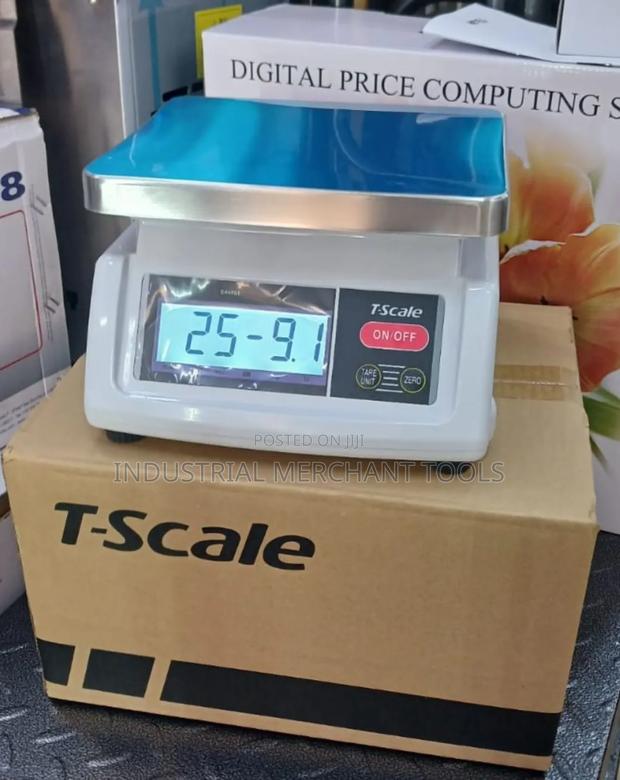 DIGITAL PRICE COMPUTING S
8
T-Scale
25-9.1
ON/OFF
TARE
UNIT
ZERO
POSTED ON JIJI
INDUSTRIAL MERCHANT TOOLS
T-Scale